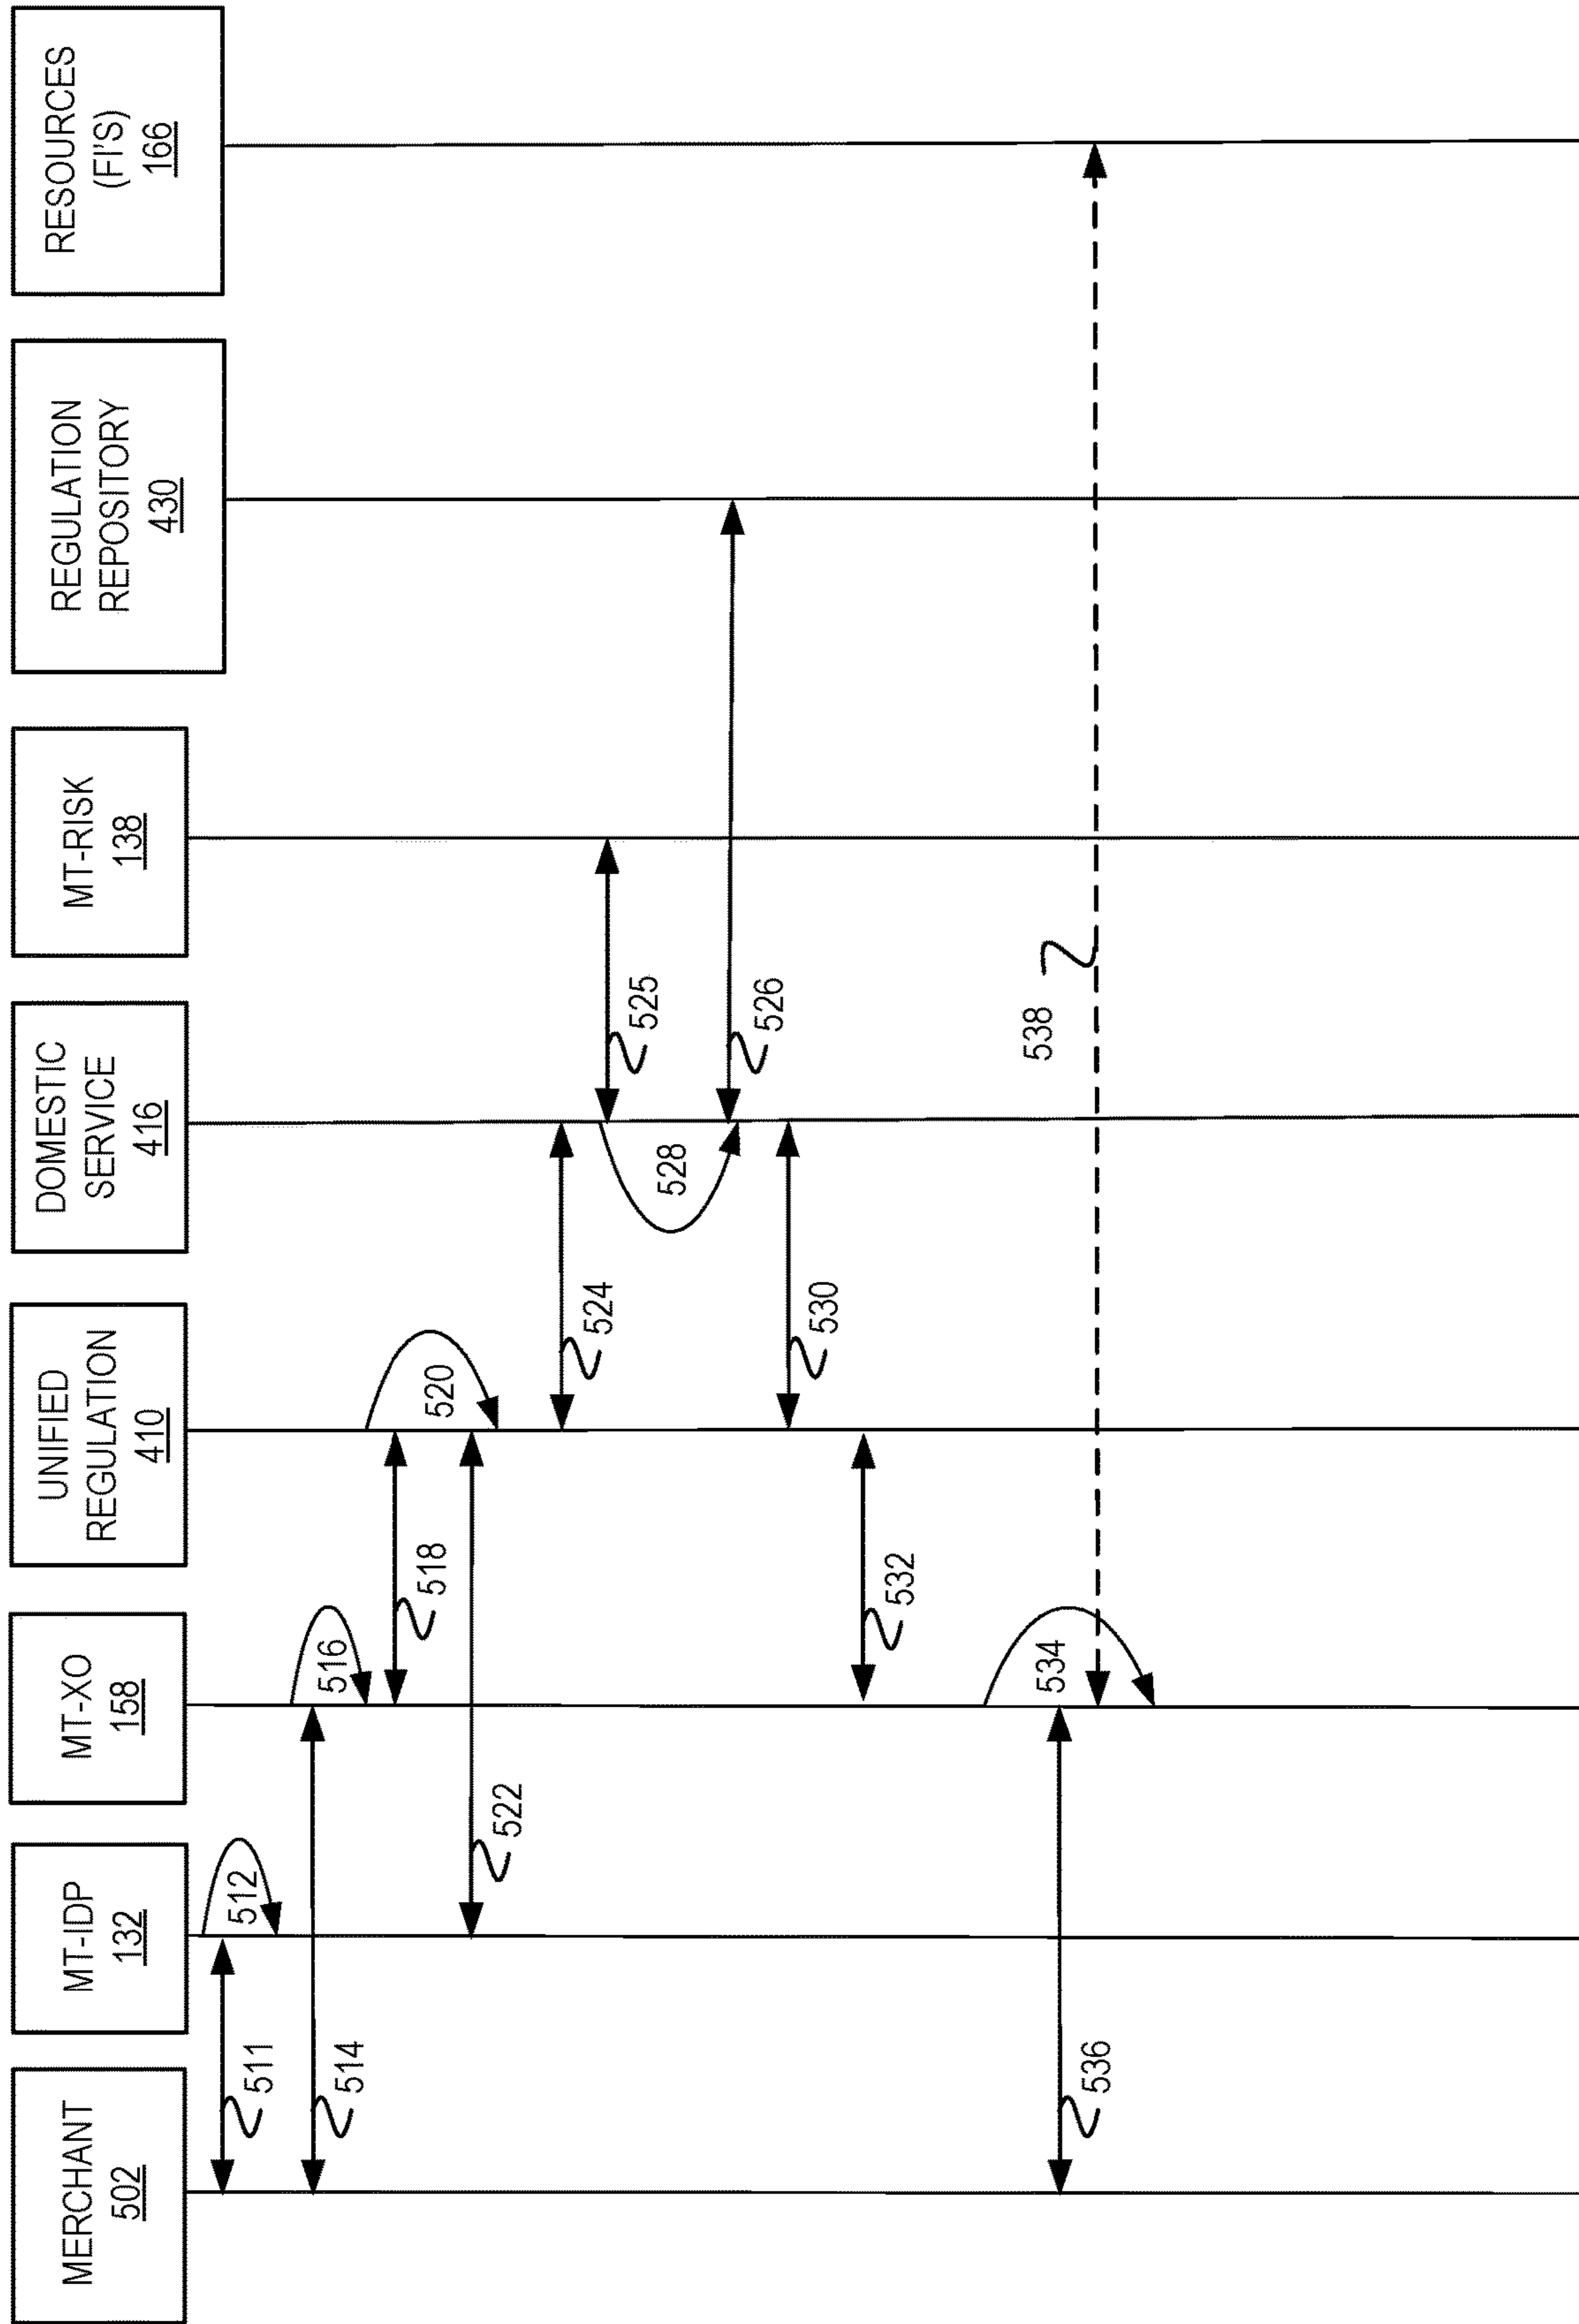 MERCHANT
502
MT-IDP
132
MT-XO
158
UNIFIED
REGULATION
410
DOMESTIC
SERVICE
416
MT-RISK
138
REGULATION
REPOSITORY
430
RESOURCES
(FI'S)
166
511
512
514
516
518
520
522
524
525
528
526
530
532
534
536
538